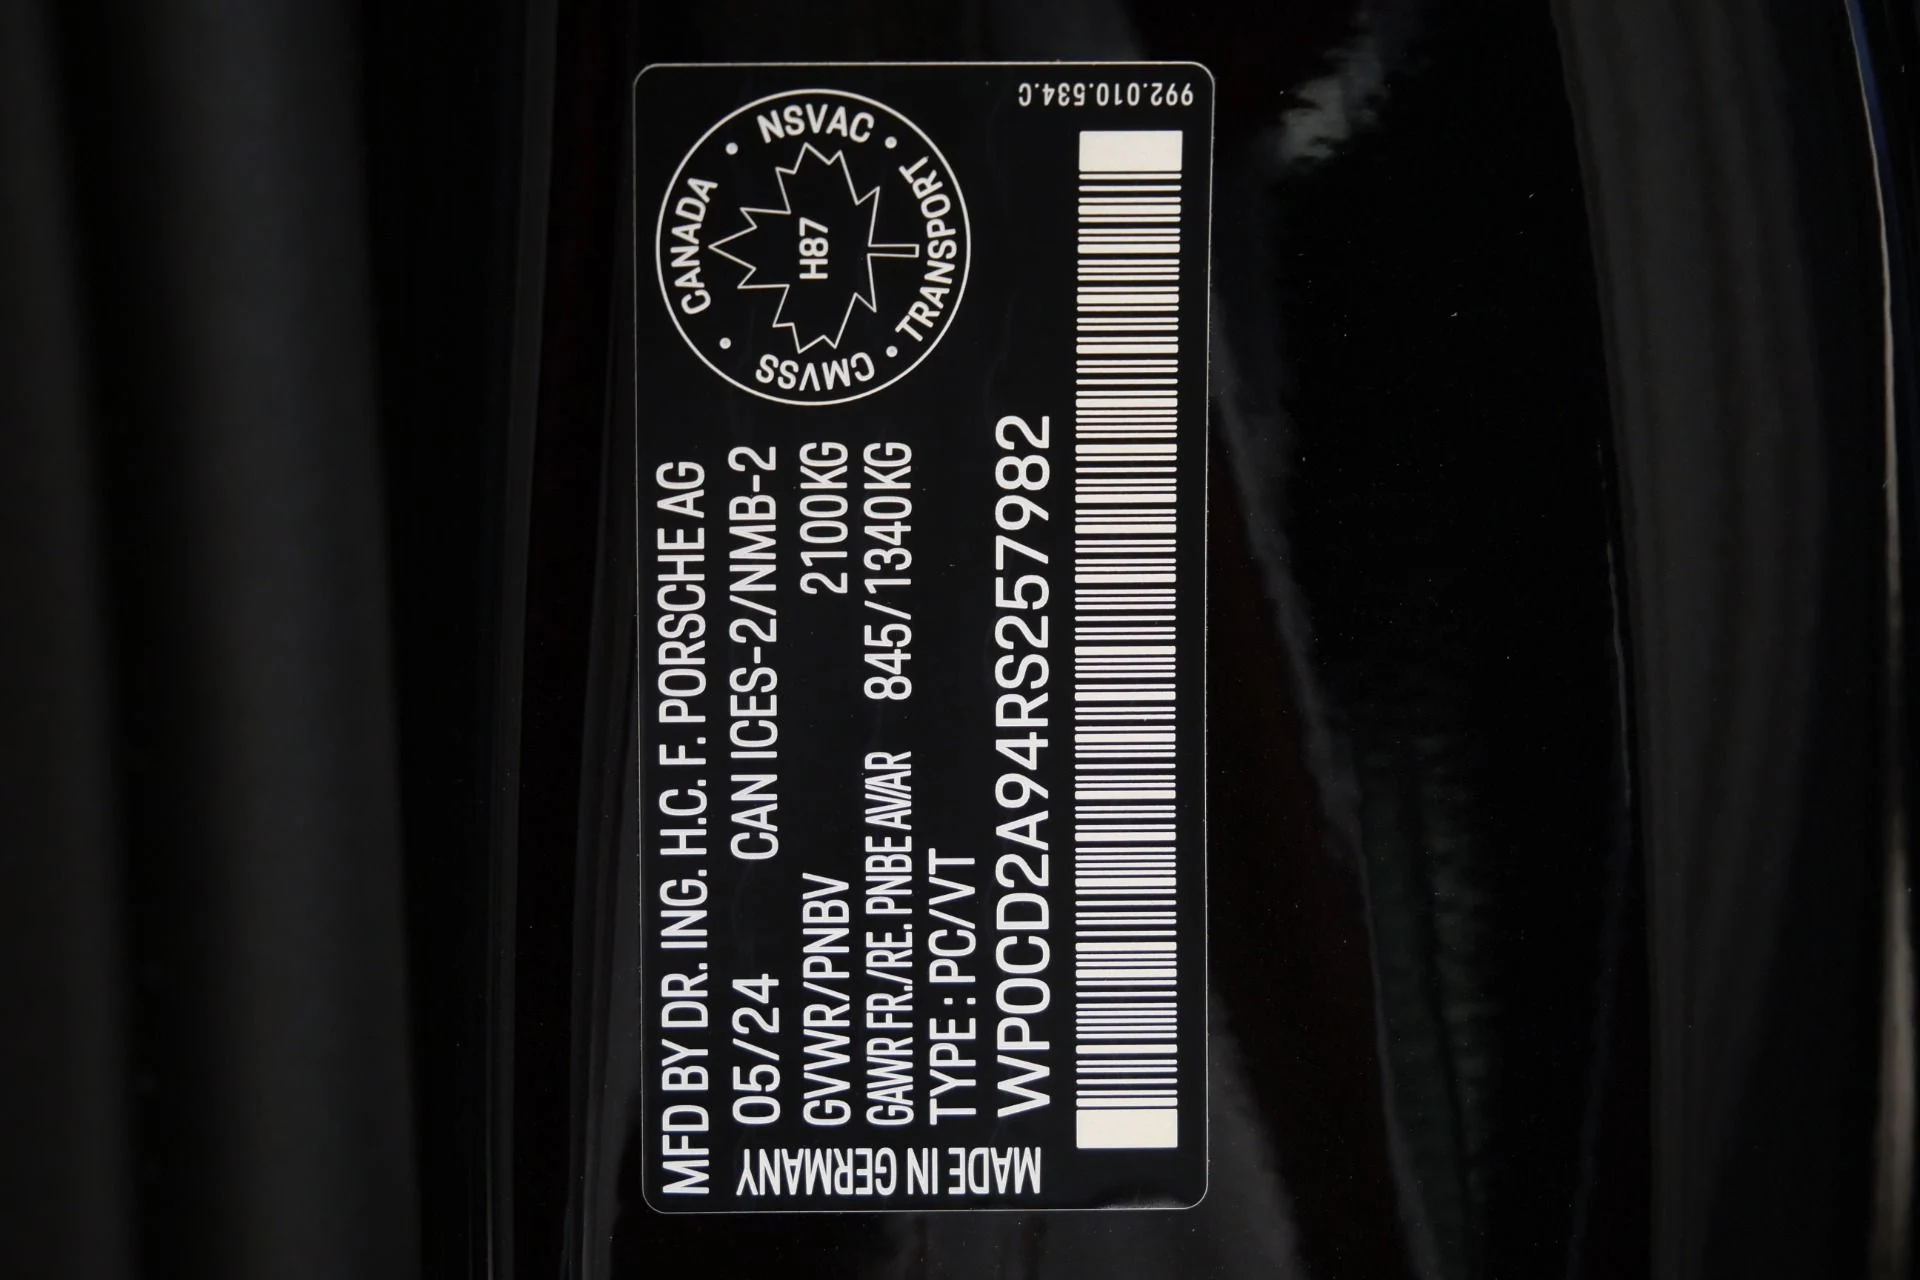 MFD BY DR. ING. H.C. F. PORSCHE AG
05/24 CAN ICES-2/NMB-2
GVWR/PNBV 2100KG
GAWR FR./RE. PNBE AV/AR 845/1340KG
TYPE : PC/VT
WP0CD2A94RS257982
MADE IN GERMANY
CANADA • NSVAC • TRANSPORT • CMVSS •
H87
992.010.534.C